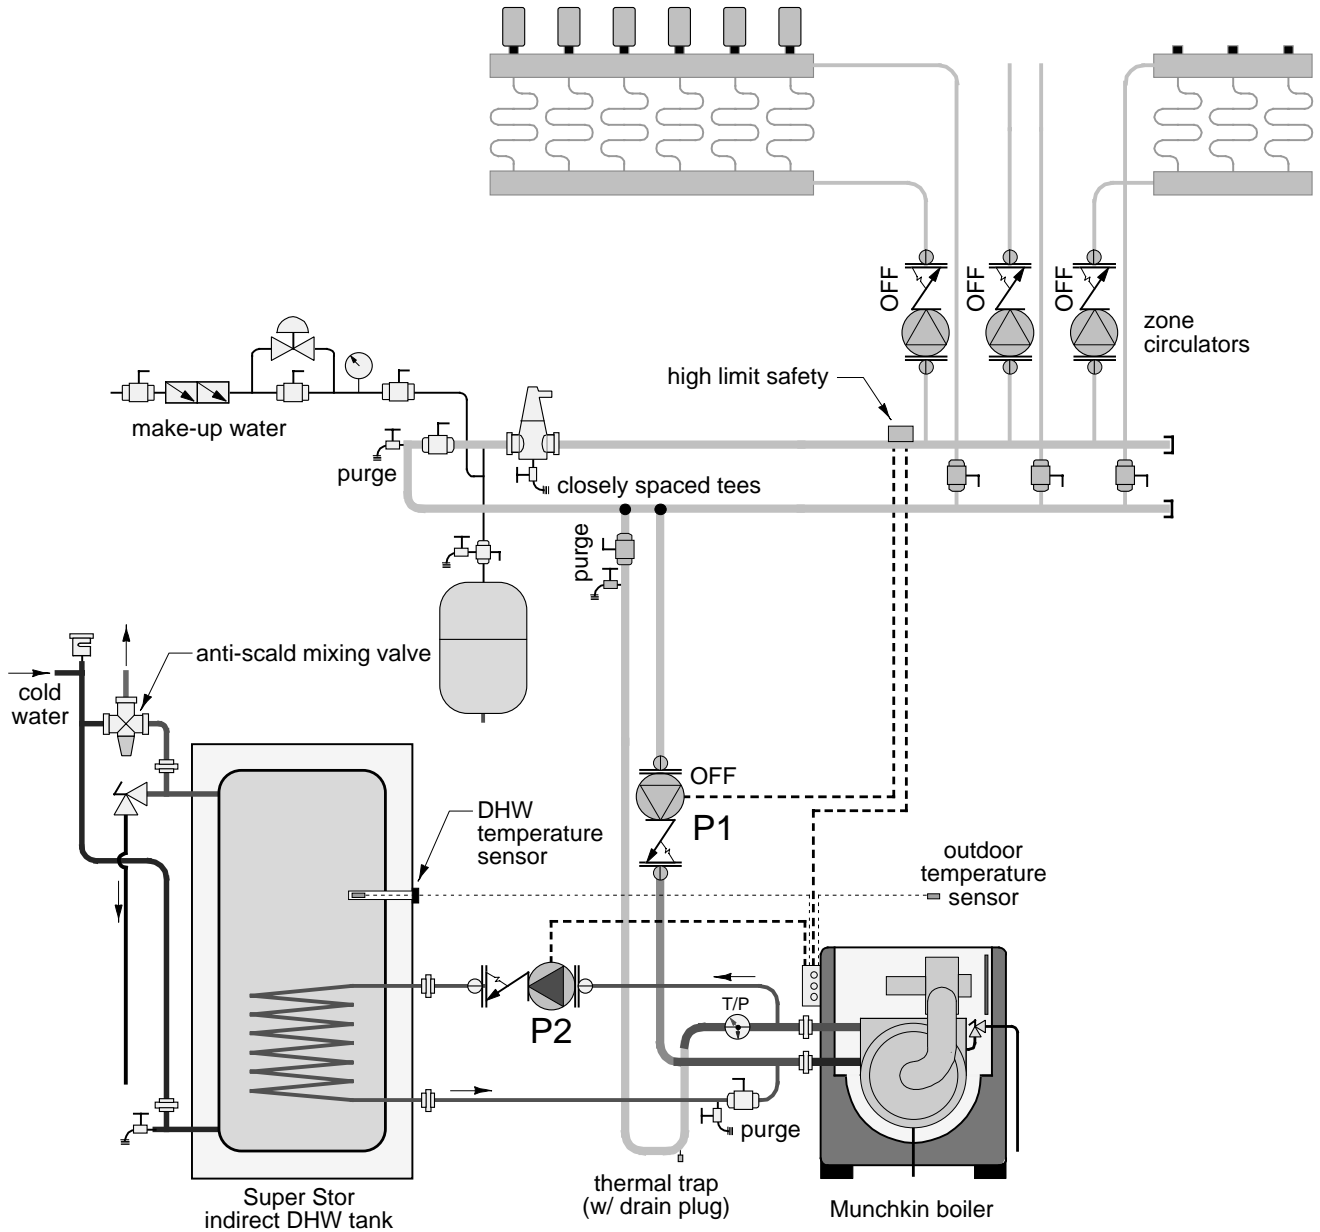 OFF
OFF
OFF
zone
circulators
high limit safety
make-up water
purge
closely spaced tees
purge
anti-scald mixing valve
cold
water
OFF
P1
DHW
temperature
sensor
outdoor
temperature
sensor
T/P
P2
purge
thermal trap
(w/ drain plug)
Super Stor
indirect DHW tank
Munchkin boiler